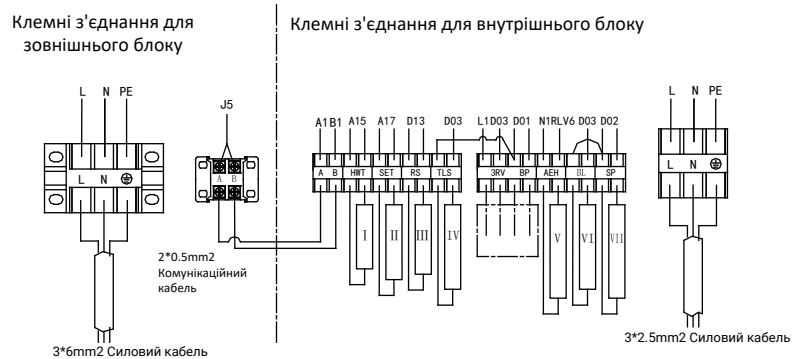 Клемні з'єднання для
зовнішнього блоку
Клемні з'єднання для внутрішнього блоку
L N PE
J5
A1 B1 A15 A17 D13 D03 L1 D03 D01 N1 RLV6 D03 D02
L N PE
L N
A B
A B HWT SET RS TLS 3RV BP AEH BL SP
L N
I II III IV V VI VII
2*0.5mm2
Комунікаційний
кабель
3*6mm2 Силовий кабель
3*2.5mm2 Силовий кабель